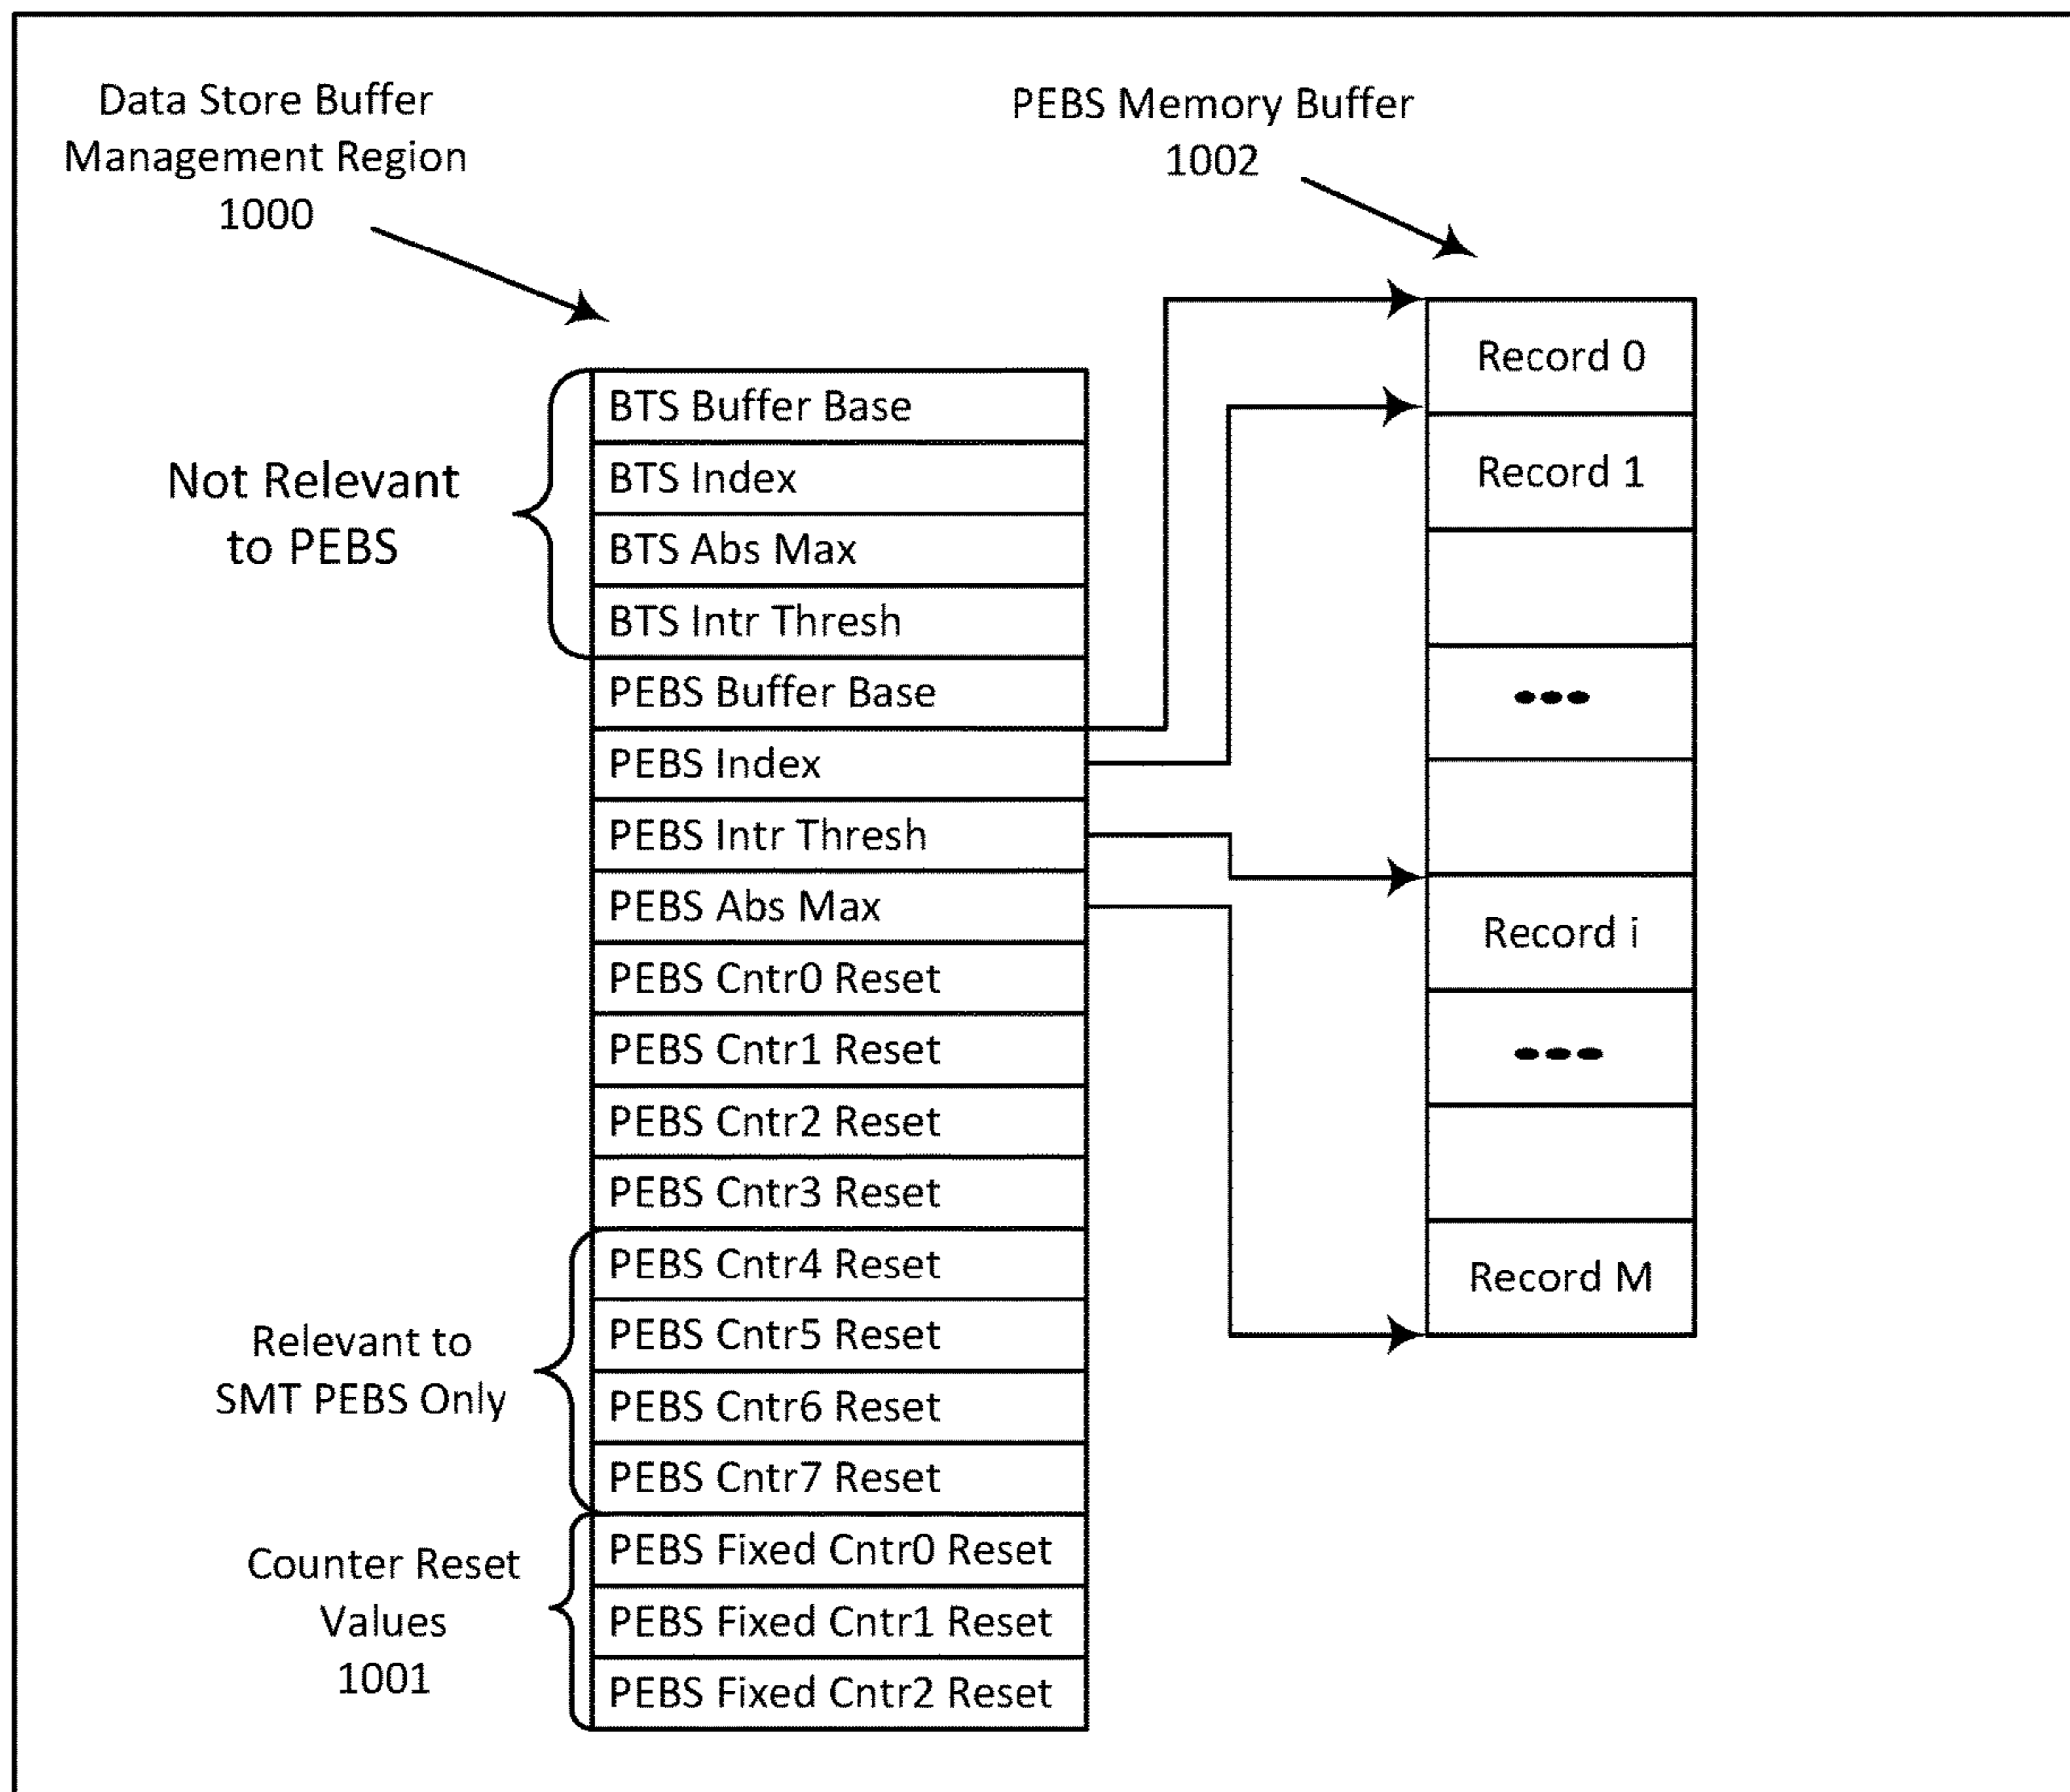 Data Store Buffer
Management Region
1000
PEBS Memory Buffer
1002
Not Relevant
to PEBS
BTS Buffer Base
BTS Index
BTS Abs Max
BTS Intr Thresh
PEBS Buffer Base
PEBS Index
PEBS Intr Thresh
PEBS Abs Max
PEBS Cntr0 Reset
PEBS Cntr1 Reset
PEBS Cntr2 Reset
PEBS Cntr3 Reset
Relevant to
SMT PEBS Only
PEBS Cntr4 Reset
PEBS Cntr5 Reset
PEBS Cntr6 Reset
PEBS Cntr7 Reset
Counter Reset
Values
1001
PEBS Fixed Cntr0 Reset
PEBS Fixed Cntr1 Reset
PEBS Fixed Cntr2 Reset
Record 0
Record 1
---
Record i
---
Record M